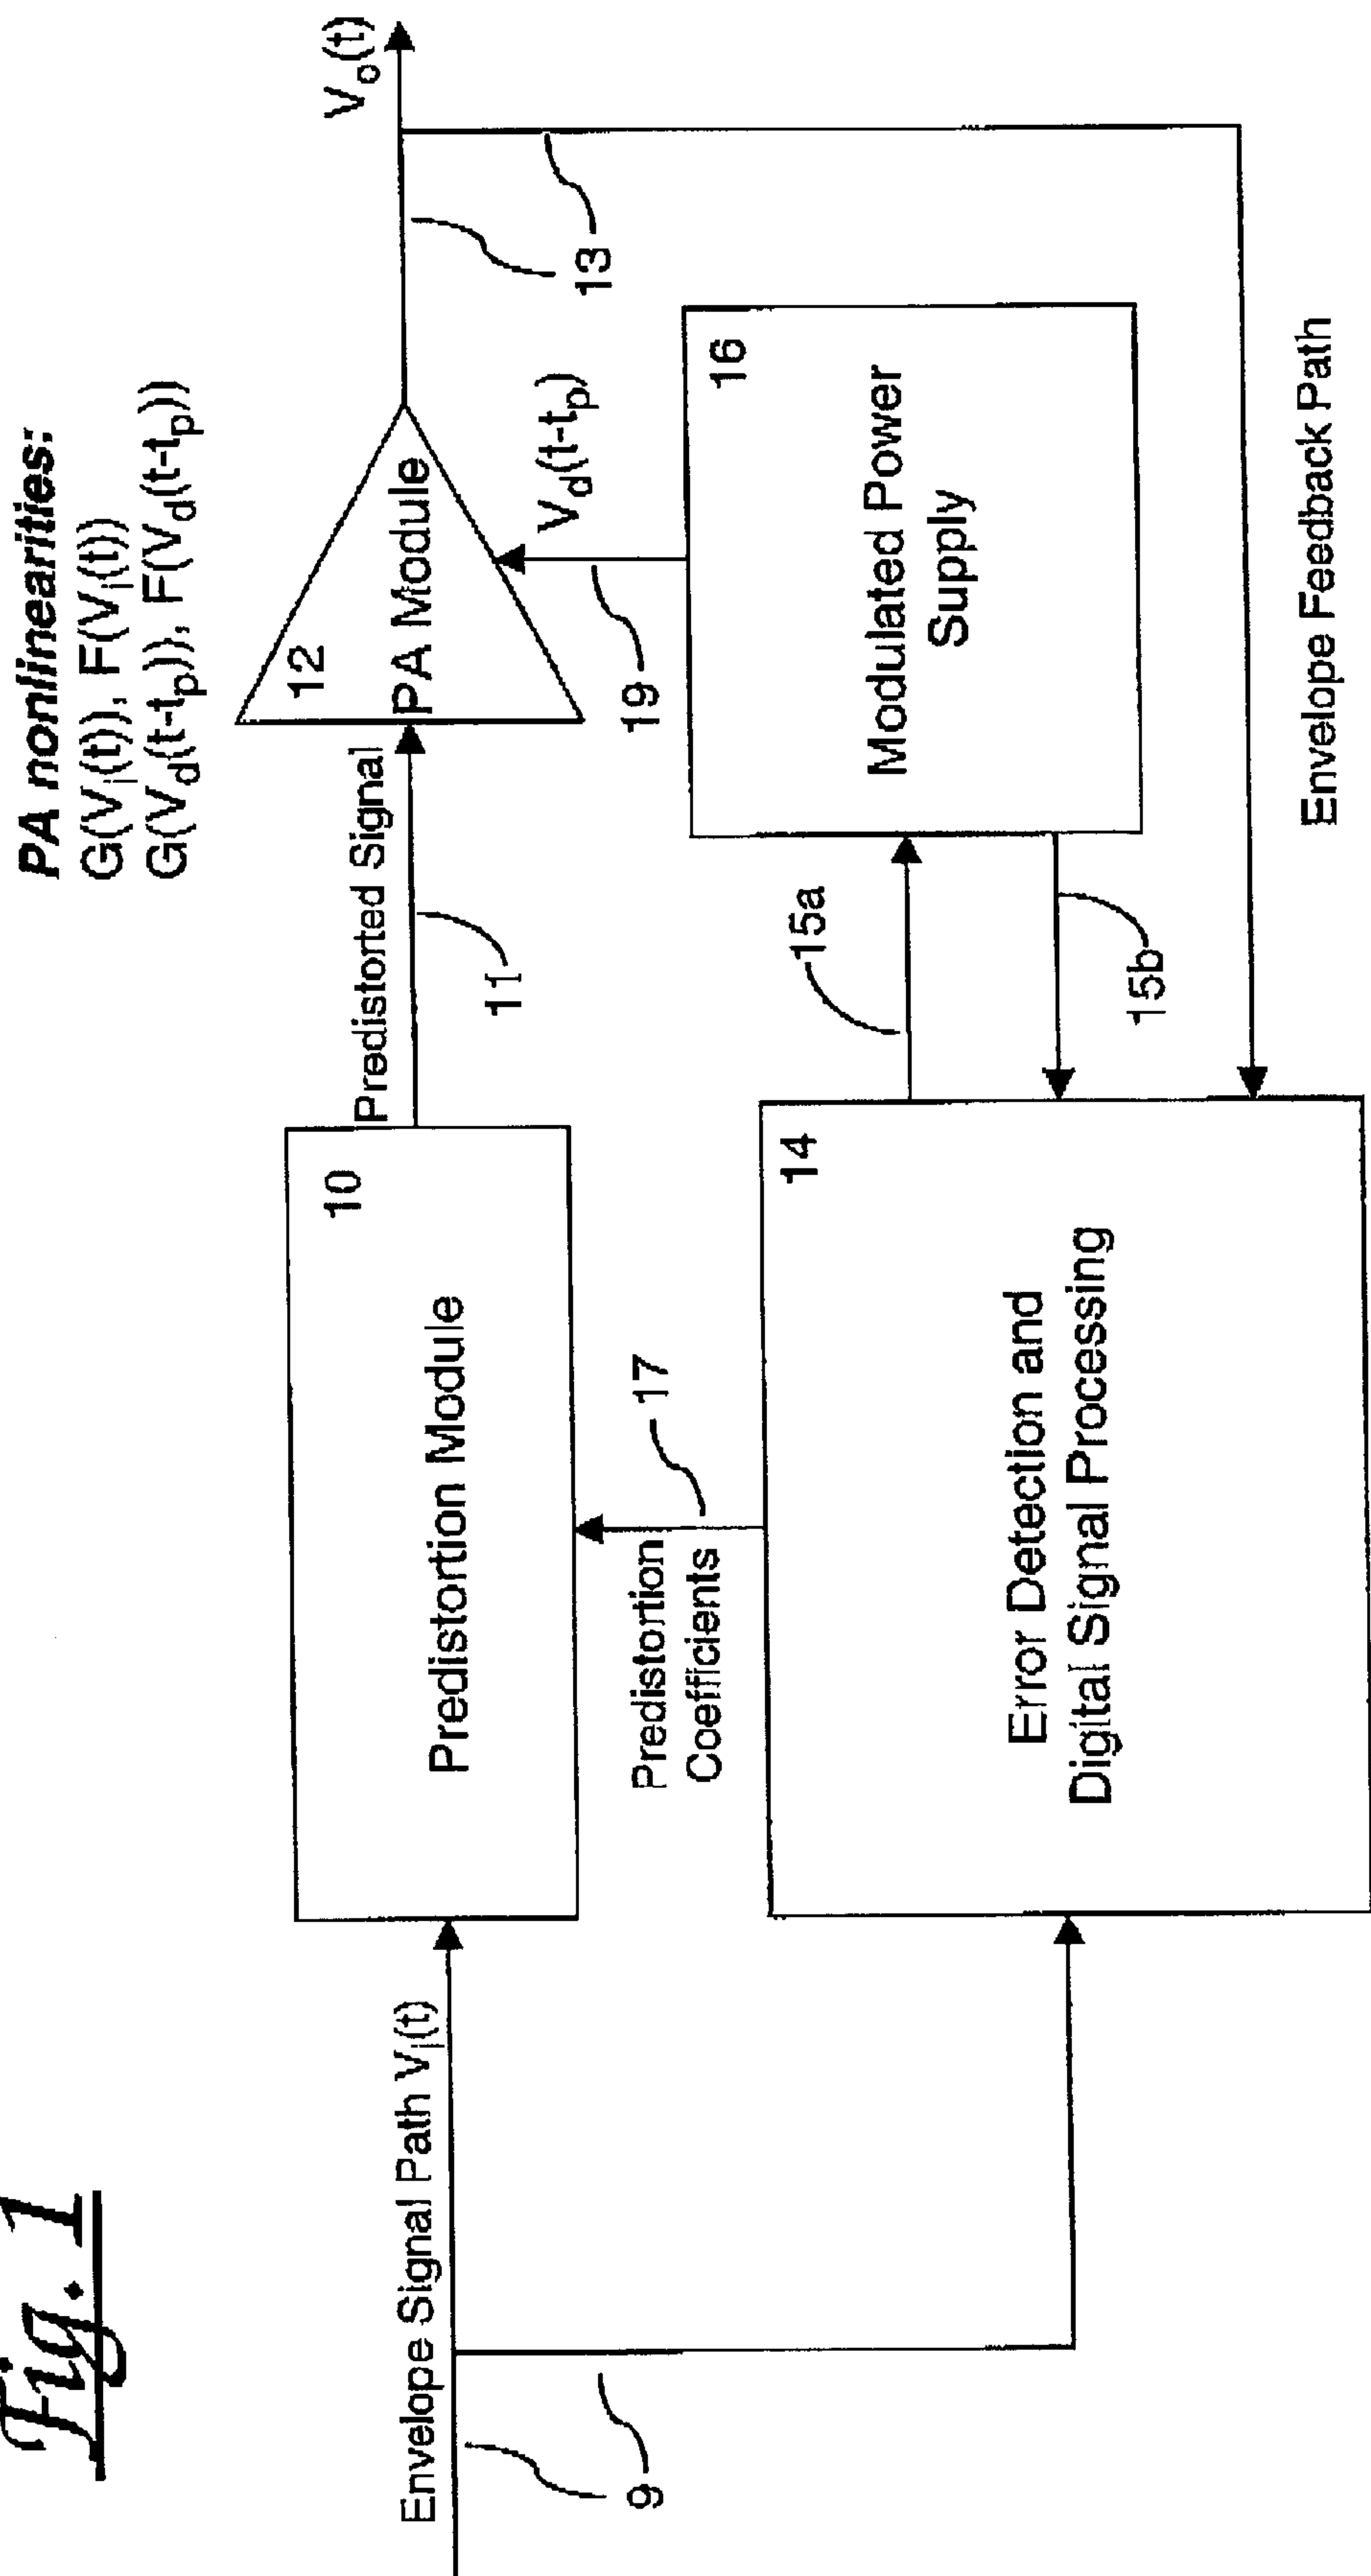 Fig. 1
PA nonlinearities:
G(Vi(t)), F(Vi(t))
G(Vd(t-tp)), F(Vd(t-tp))
Envelope Signal Path Vi(t)
9
10
Predistortion Module
Predistorted Signal
11
12
PA Module
Vo(t)
13
Predistortion
Coefficients
17
19
Vd(t-tp)
14
Error Detection and
Digital Signal Processing
15a
15b
16
Modulated Power
Supply
Envelope Feedback Path